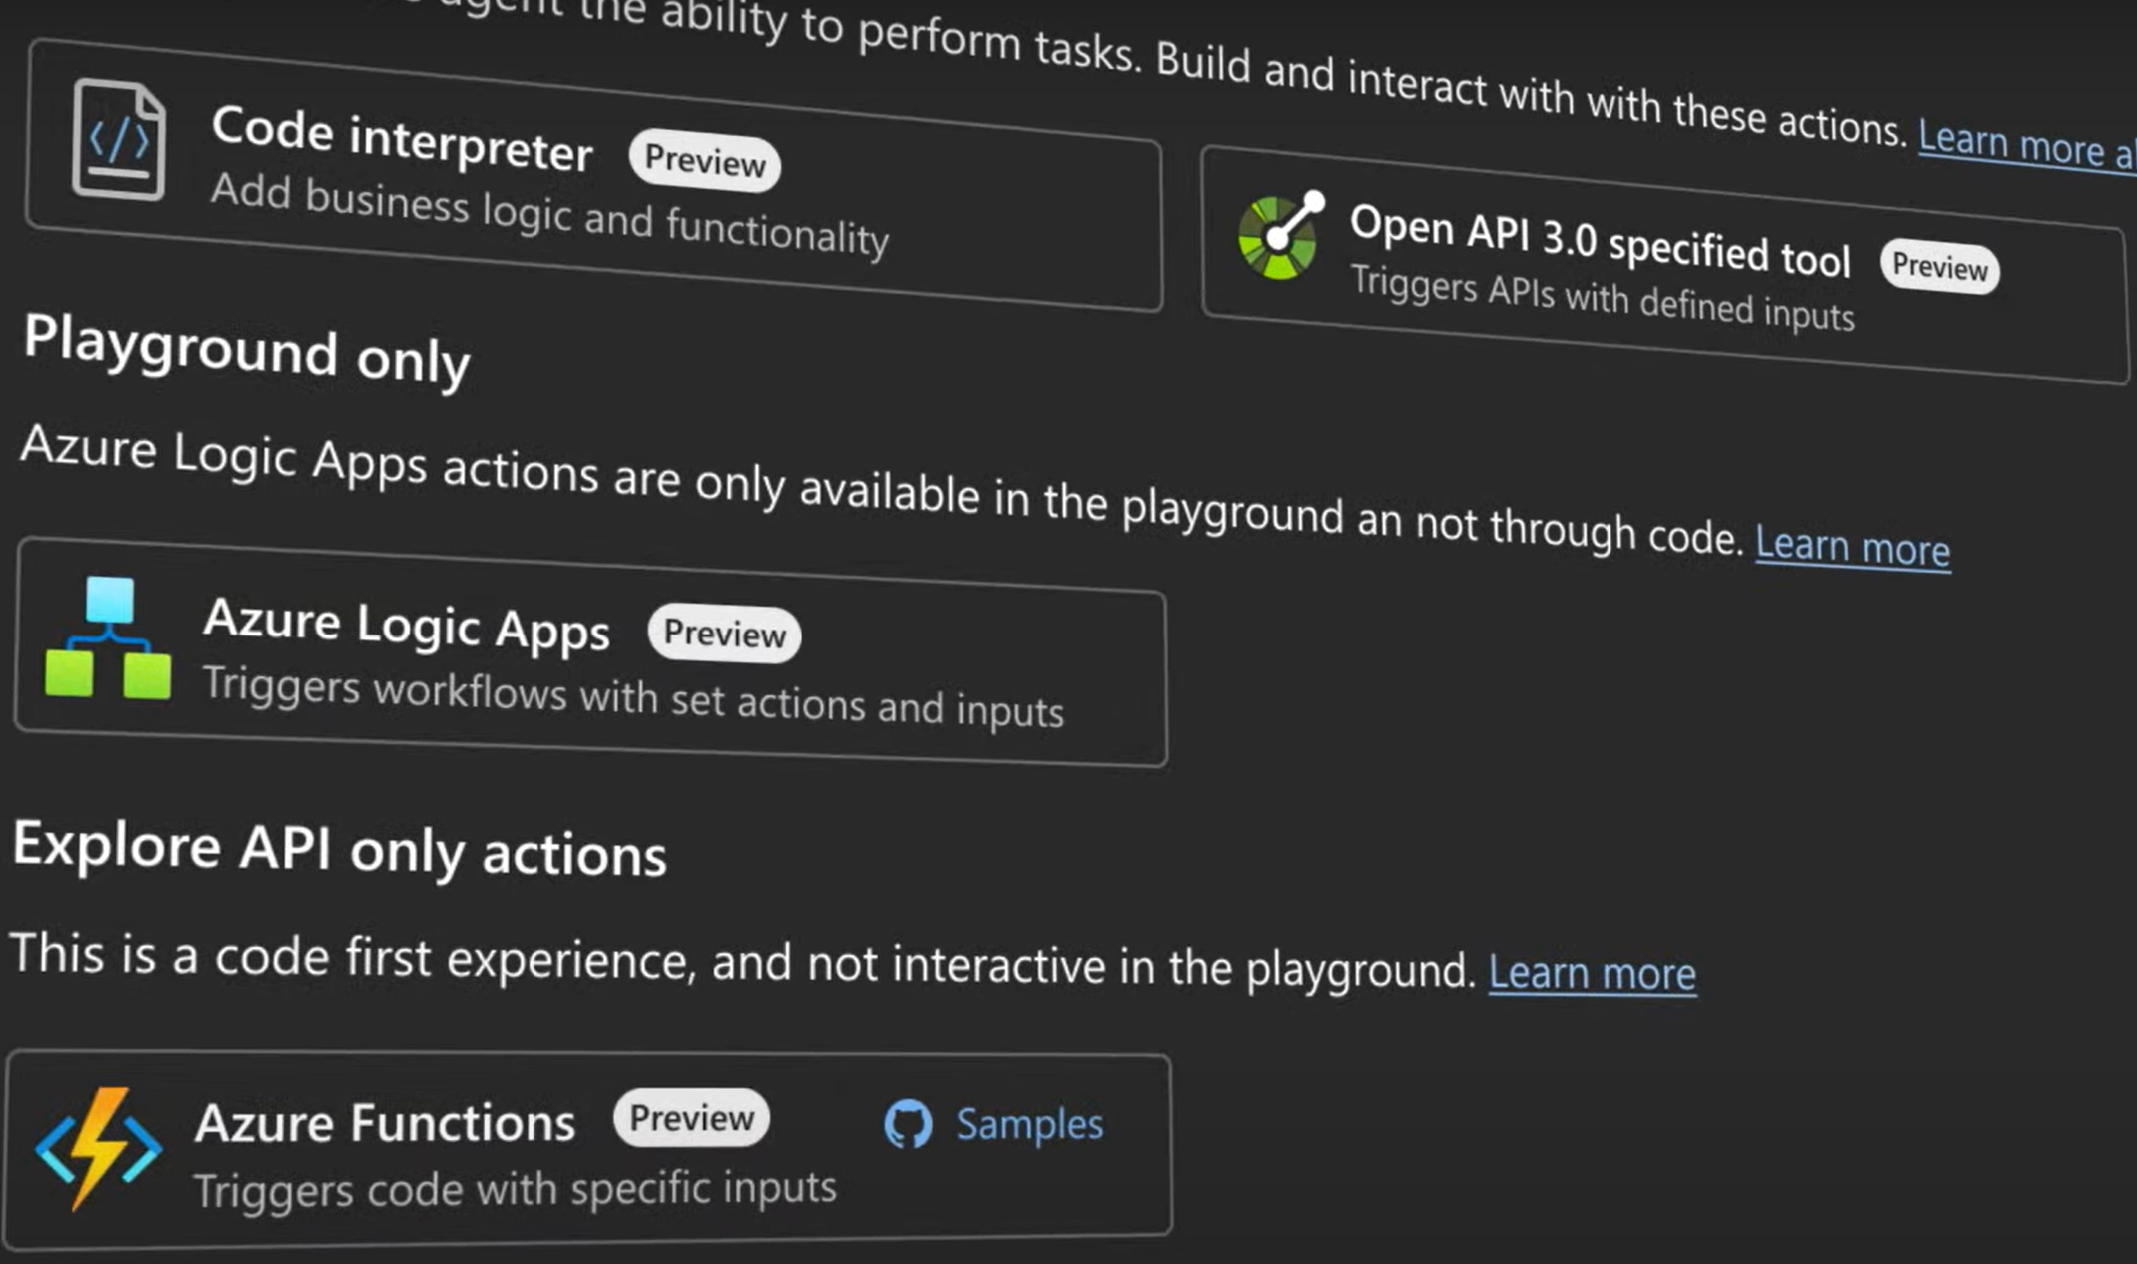 agent the ability to perform tasks. Build and interact with with these actions. Learn more
Code interpreter Preview
Add business logic and functionality
Open API 3.0 specified tool Preview
Triggers APIs with defined inputs
Playground only
Azure Logic Apps actions are only available in the playground an not through code. Learn more
Azure Logic Apps Preview
Triggers workflows with set actions and inputs
Explore API only actions
This is a code first experience, and not interactive in the playground. Learn more
Azure Functions Preview Samples
Triggers code with specific inputs